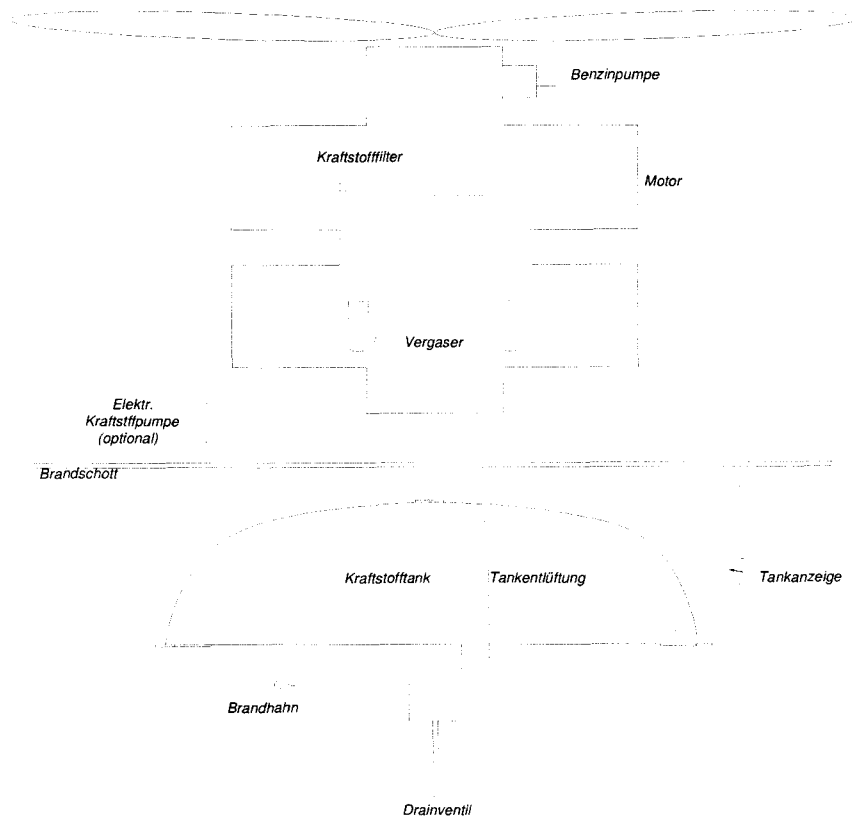 Benzinpumpe
Kraftstofffilter
Motor
Vergaser
Elektr.
Kraftstffpumpe
(optional)
Brandschott
Kraftstofftank
Tankentlüftung
Tankanzeige
Brandhahn
Drainventil